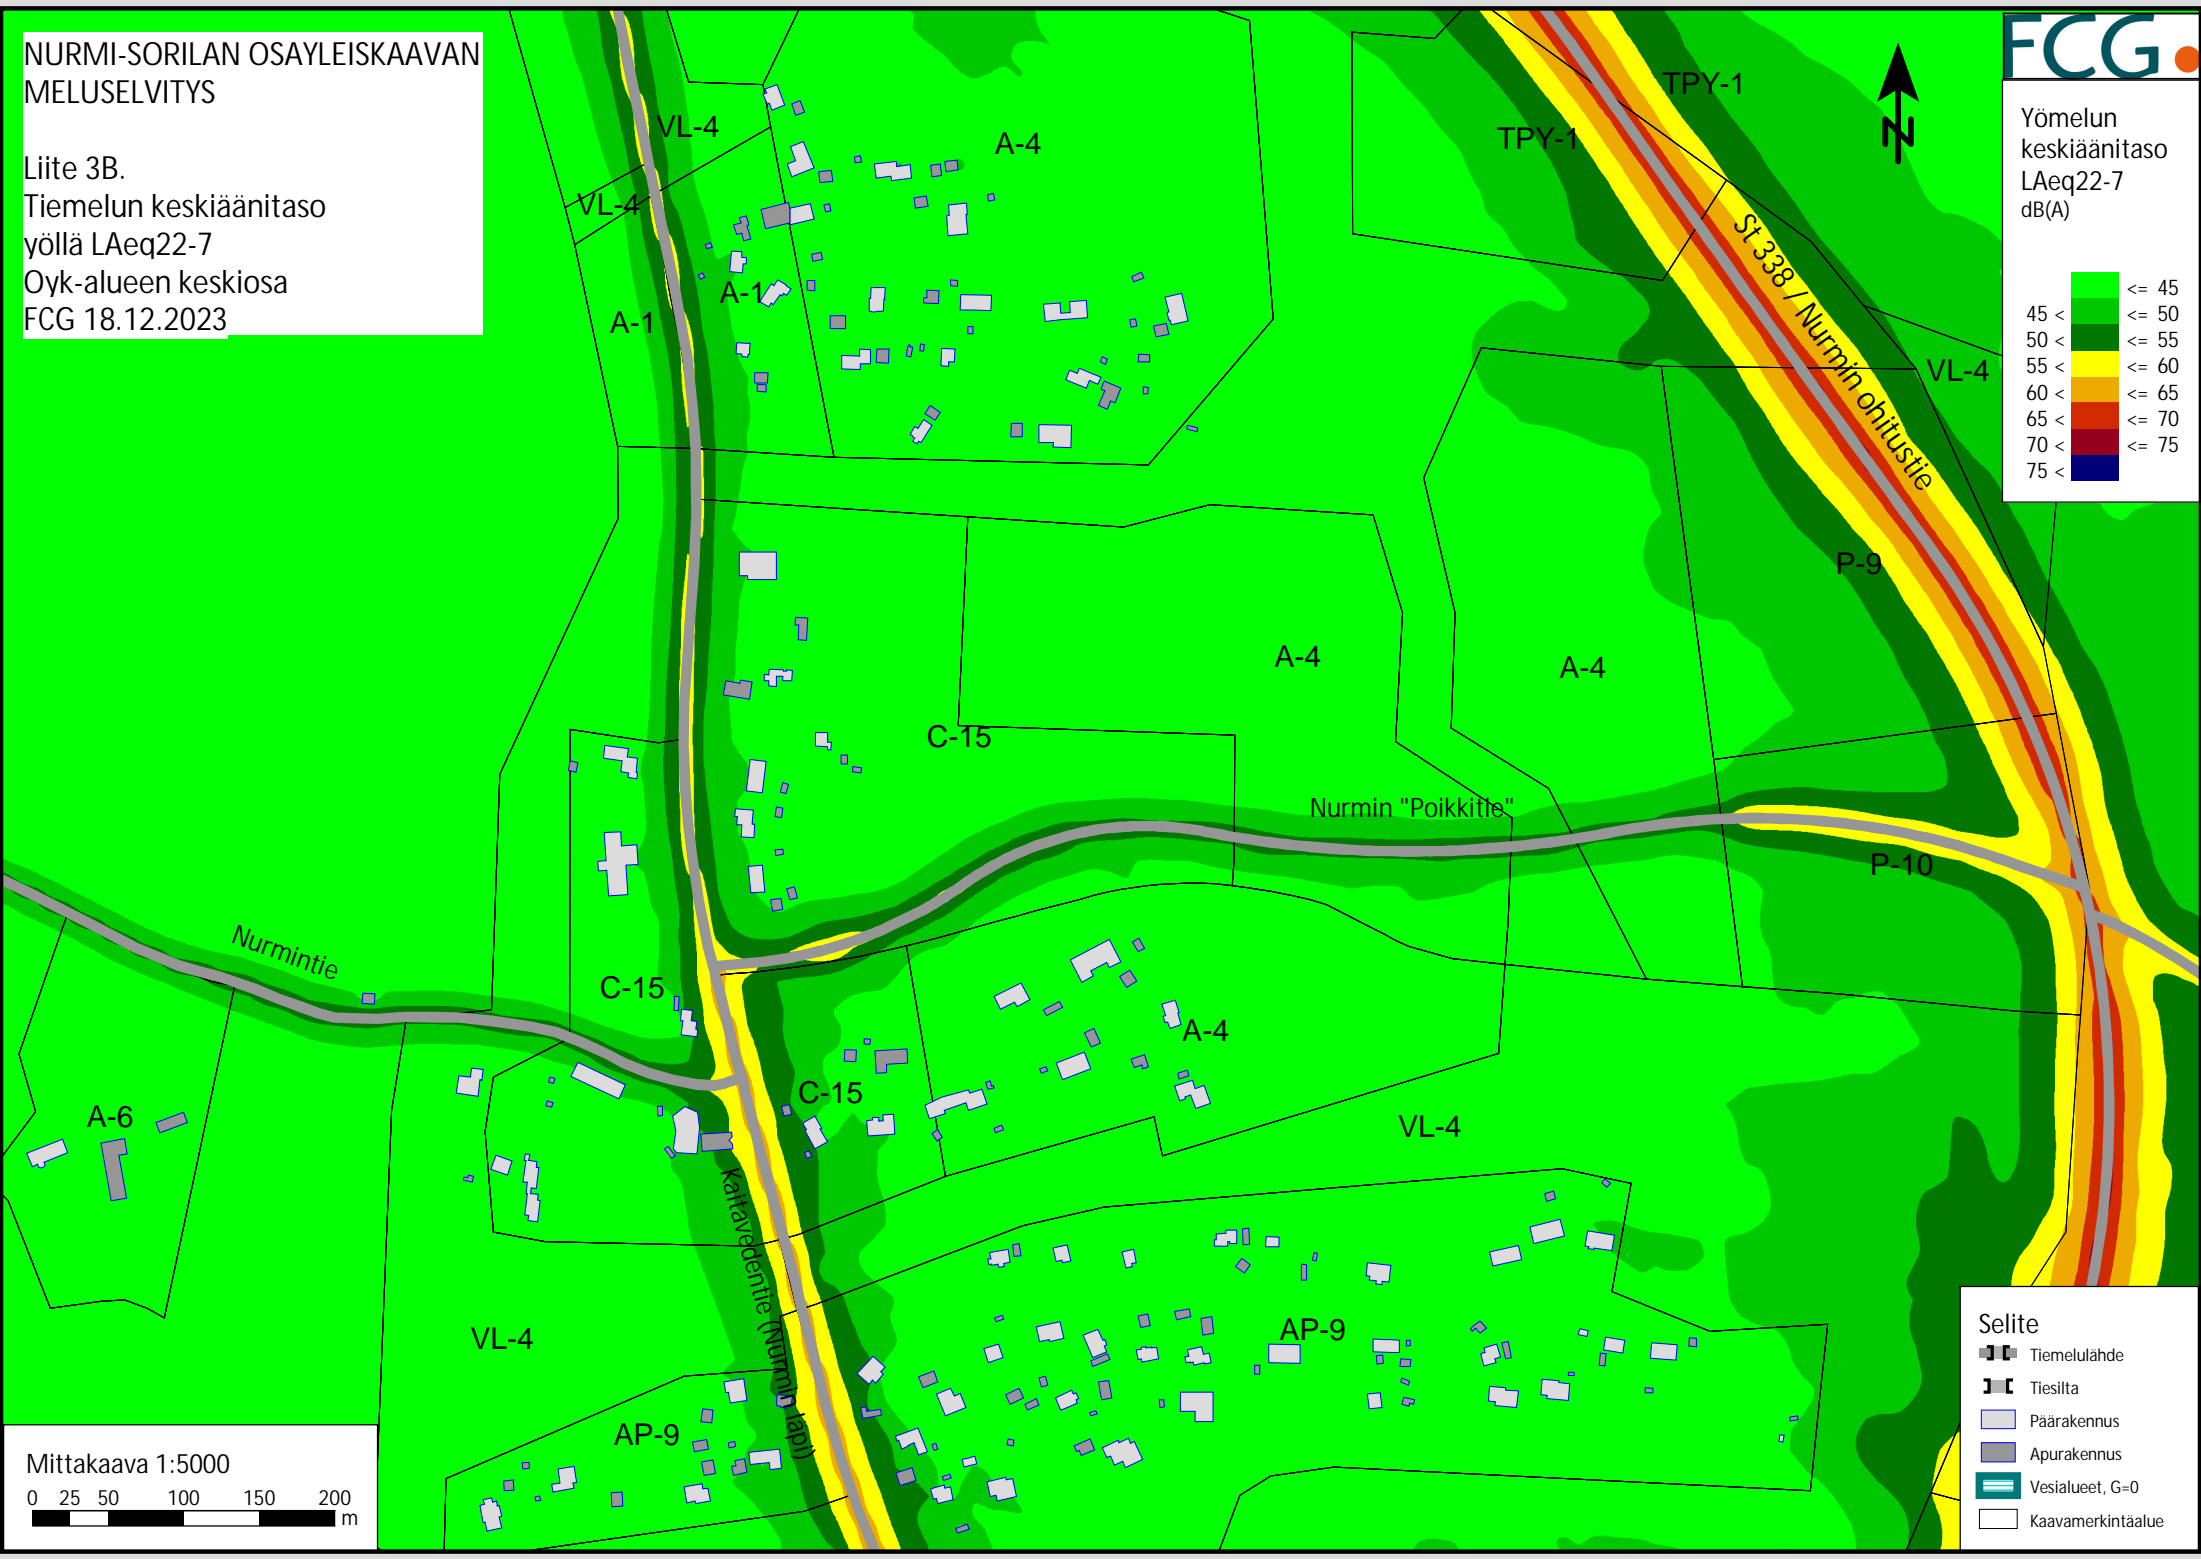 NURMI-SORILAN OSAYLEISKAAVAN
MELUSELVITYS
Liite 3B.
Tiemelun keskiäänitaso
yöllä LAeq22-7
Oyk-alueen keskiosa
FCG 18.12.2023
FCG
N
Yömelun
keskiäänitaso
LAeq22-7
dB(A)
<= 45
45 < <= 50
50 < <= 55
55 < <= 60
60 < <= 65
65 < <= 70
70 < <= 75
75 <
TPY-1
TPY-1
VL-4
A-4
VL-4
A-1
A-1
St 338 / Nurmin ohitustie
VL-4
P-9
A-4
A-4
C-15
Nurmin "Poikkitie"
P-10
Nurmintie
C-15
A-4
C-15
A-6
VL-4
Kaitavedentie (Nurmin läpi)
VL-4
AP-9
AP-9
Mittakaava 1:5000
0 25 50 100 150 200
m
Selite
Tiemelulähde
Tiesilta
Päärakennus
Apurakennus
Vesialueet, G=0
Kaavamerkintäalue